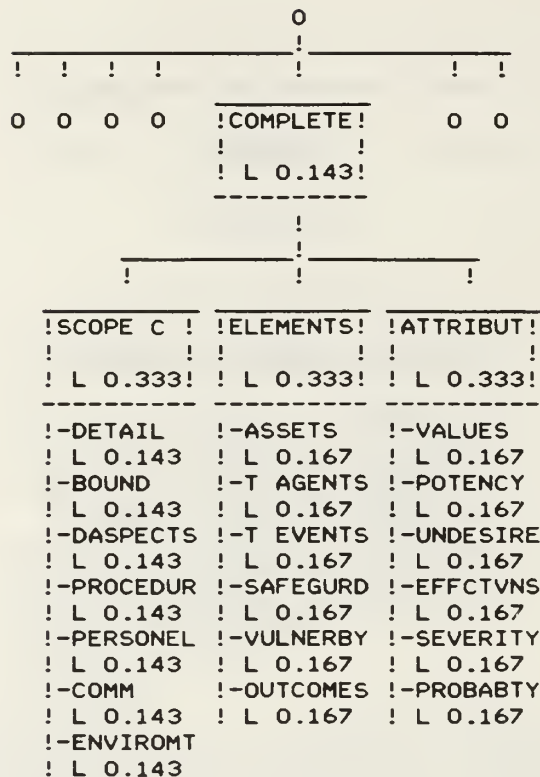 O
! ! ! ! ! ! !
O O O O !COMPLETE! O O
! !
! L 0.143!
----------
!
!
! ! !
!SCOPE C ! !ELEMENTS! !ATTRIBUT!
! ! ! ! ! !
! L 0.333! ! L 0.333! ! L 0.333!
---------- ---------- ----------
!-DETAIL !-ASSETS !-VALUES
! L 0.143 ! L 0.167 ! L 0.167
!-BOUND !-T AGENTS !-POTENCY
! L 0.143 ! L 0.167 ! L 0.167
!-DASPECTS !-T EVENTS !-UNDESIRE
! L 0.143 ! L 0.167 ! L 0.167
!-PROCEDUR !-SAFEGURD !-EFFCTVNS
! L 0.143 ! L 0.167 ! L 0.167
!-PERSONEL !-VULNERBY !-SEVERITY
! L 0.143 ! L 0.167 ! L 0.167
!-COMM !-OUTCOMES !-PROBABTY
! L 0.143 ! L 0.167 ! L 0.167
!-ENVIROMT
! L 0.143